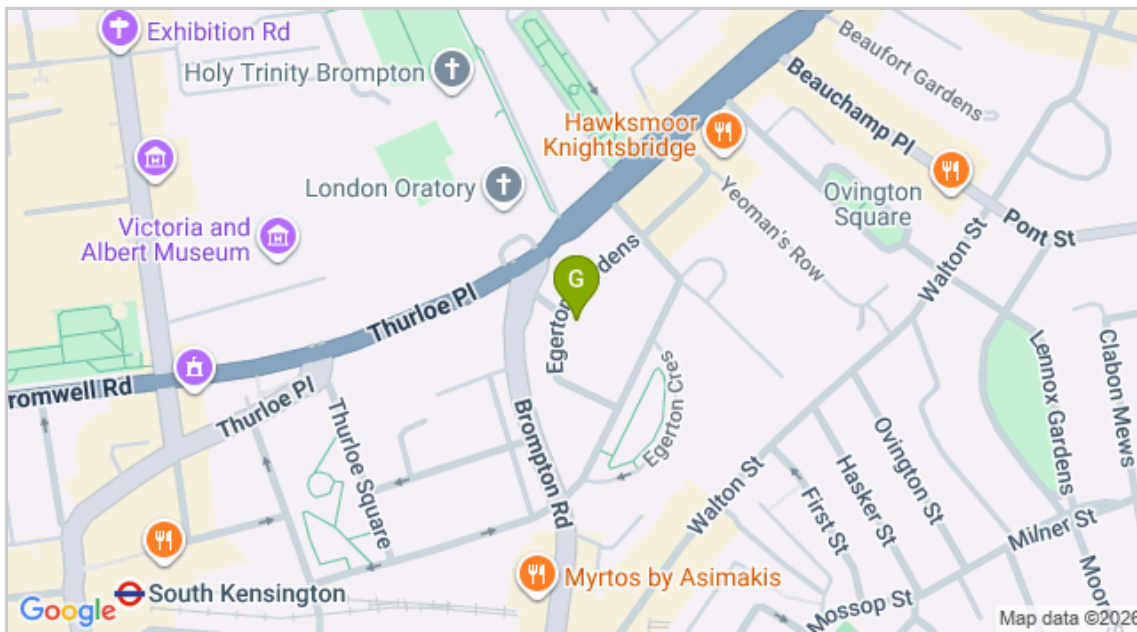 Exhibition Rd
Holy Trinity Brompton
Beaufort Gardens
Beauchamp Pl
Hawksmoor
Knightsbridge
London Oratory
Ovington
Square
Yeoman's Row
Pont St
Victoria and
Albert Museum
Walton St
G
Egerton Gardens
Thurloe Pl
Clabon Mews
Lennox Gardens
romwell Rd
Thurloe Pl
Thurloe Square
Brompton Rd
Egerton Cres
Walton St
Ovington St
Hasker St
First St
Milner St
Myrtos by Asimakis
Moor
South Kensington
Mossop St
Google
Map data ©2026